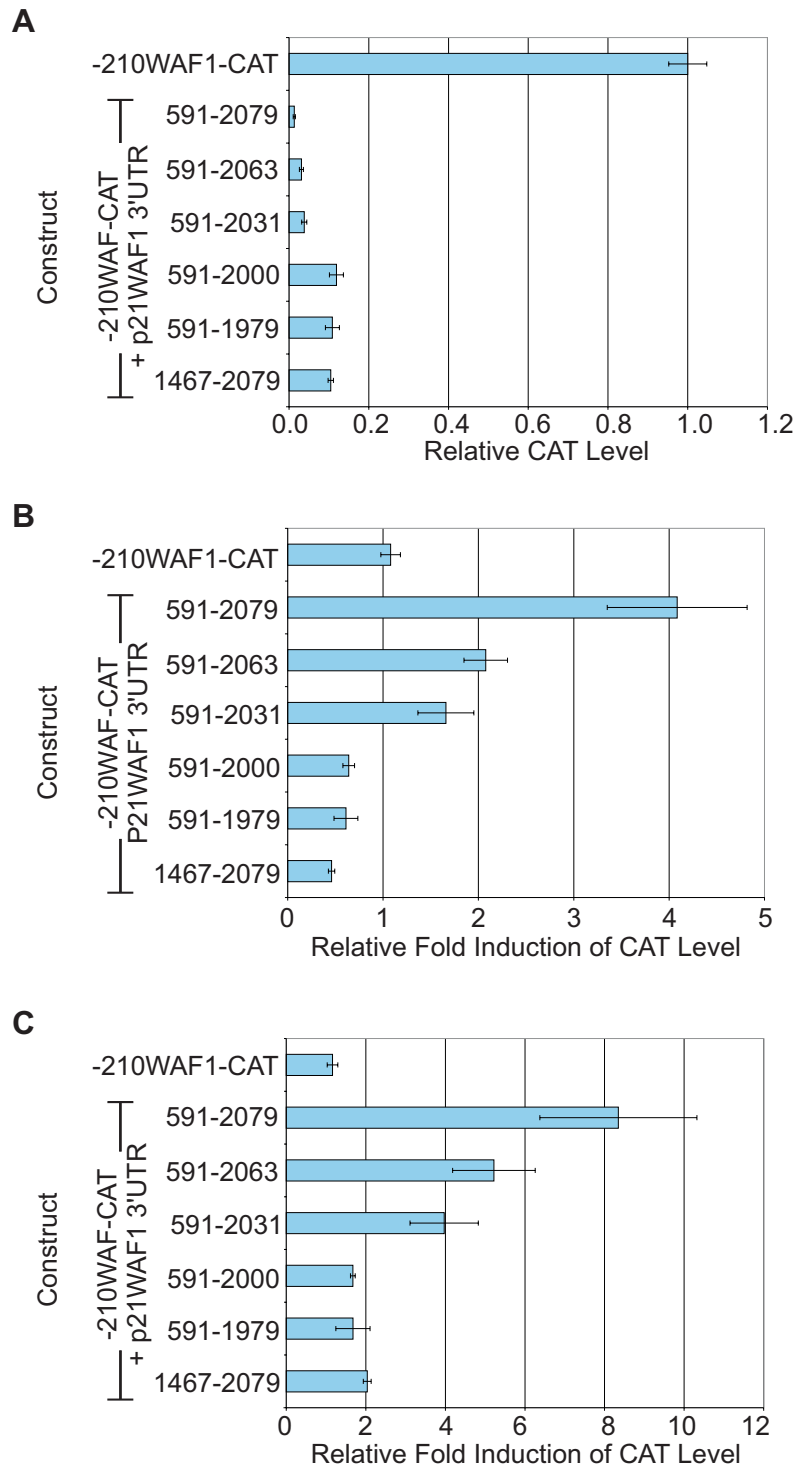 A
Construct
-210WAF-CAT
+ p21WAF1 3'UTR
-210WAF1-CAT
591-2079
591-2063
591-2031
591-2000
591-1979
1467-2079
0.0 0.2 0.4 0.6 0.8 1.0 1.2
Relative CAT Level
B
Construct
-210WAF-CAT
P21WAF1 3'UTR
-210WAF1-CAT
591-2079
591-2063
591-2031
591-2000
591-1979
1467-2079
0 1 2 3 4 5
Relative Fold Induction of CAT Level
C
Construct
-210WAF-CAT
+ p21WAF1 3'UTR
-210WAF1-CAT
591-2079
591-2063
591-2031
591-2000
591-1979
1467-2079
0 2 4 6 8 10 12
Relative Fold Induction of CAT Level